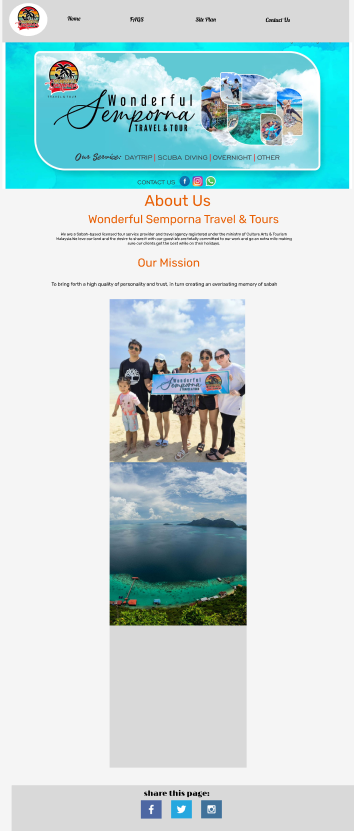 Home FAQS Site Plan Contact Us
TRAVEL & TOUR
Wonderful
Semporna
TRAVEL & TOUR
Our Service: DAYTRIP | SCUBA DIVING | OVERNIGHT | OTHER
CONTACT US
About Us
Wonderful Semporna Travel & Tours
We are a Sabah-based licensed tour service provider and travel agency registered under the ministry of Culture Arts & Tourism
Malaysia. We love our land and the desire to share it with our guest. We are totally committed to our work and go an extra mile making
sure our clients get the best while on their holidays.
Our Mission
To bring forth a high quality of personality and trust, in turn creating an everlasting memory of sabah
Wonderful
Semporna
share this page: